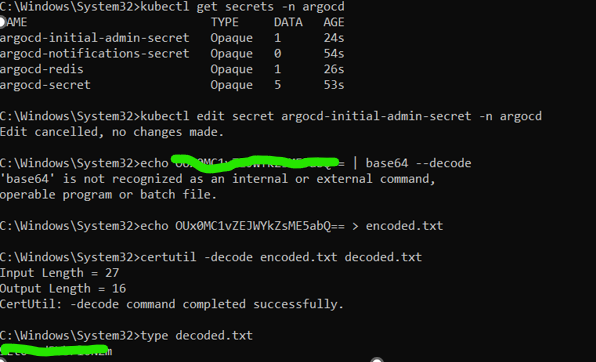 C:\Windows\System32>kubectl get secrets -n argocd
NAME TYPE DATA AGE
argocd-initial-admin-secret Opaque 1 24s
argocd-notifications-secret Opaque 0 54s
argocd-redis Opaque 1 26s
argocd-secret Opaque 5 53s
C:\Windows\System32>kubectl edit secret argocd-initial-admin-secret -n argocd
Edit cancelled, no changes made.
C:\Windows\System32>echo | base64 --decode
'base64' is not recognized as an internal or external command,
operable program or batch file.
C:\Windows\System32>echo OUx0MC1vZEJWYkZsME5abQ== > encoded.txt
C:\Windows\System32>certutil -decode encoded.txt decoded.txt
Input Length = 27
Output Length = 16
CertUtil: -decode command completed successfully.
C:\Windows\System32>type decoded.txt